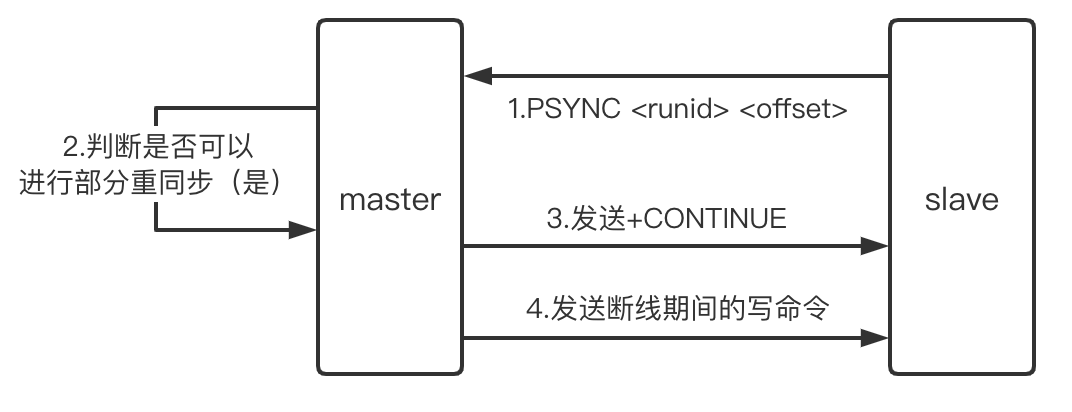 1.PSYNC <runid> <offset>
2.判断是否可以
进行部分重同步（是）
master
slave
3.发送+CONTINUE
4.发送断线期间的写命令